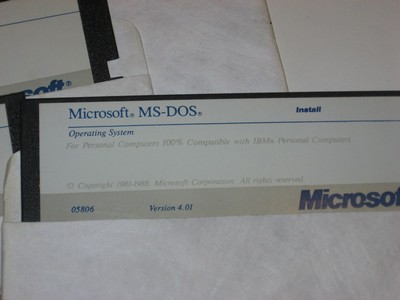 soft®
Microsoft® MS-DOS® Install
Operating System
For Personal Computers 100% Compatible with IBM® Personal Computers
© Copyright 1981-1988, Microsoft Corporation. All rights reserved.
Microsof
05806 Version 4.01